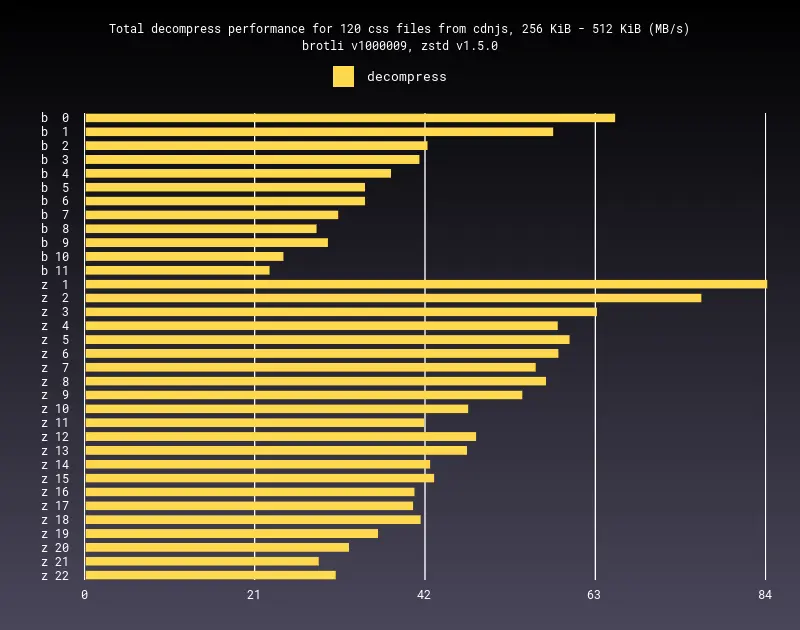 Total decompress performance for 120 css files from cdnjs, 256 KiB - 512 KiB (MB/s)
brotli v1000009, zstd v1.5.0
decompress
b 0
b 1
b 2
b 3
b 4
b 5
b 6
b 7
b 8
b 9
b 10
b 11
z 1
z 2
z 3
z 4
z 5
z 6
z 7
z 8
z 9
z 10
z 11
z 12
z 13
z 14
z 15
z 16
z 17
z 18
z 19
z 20
z 21
z 22
0 21 42 63 84